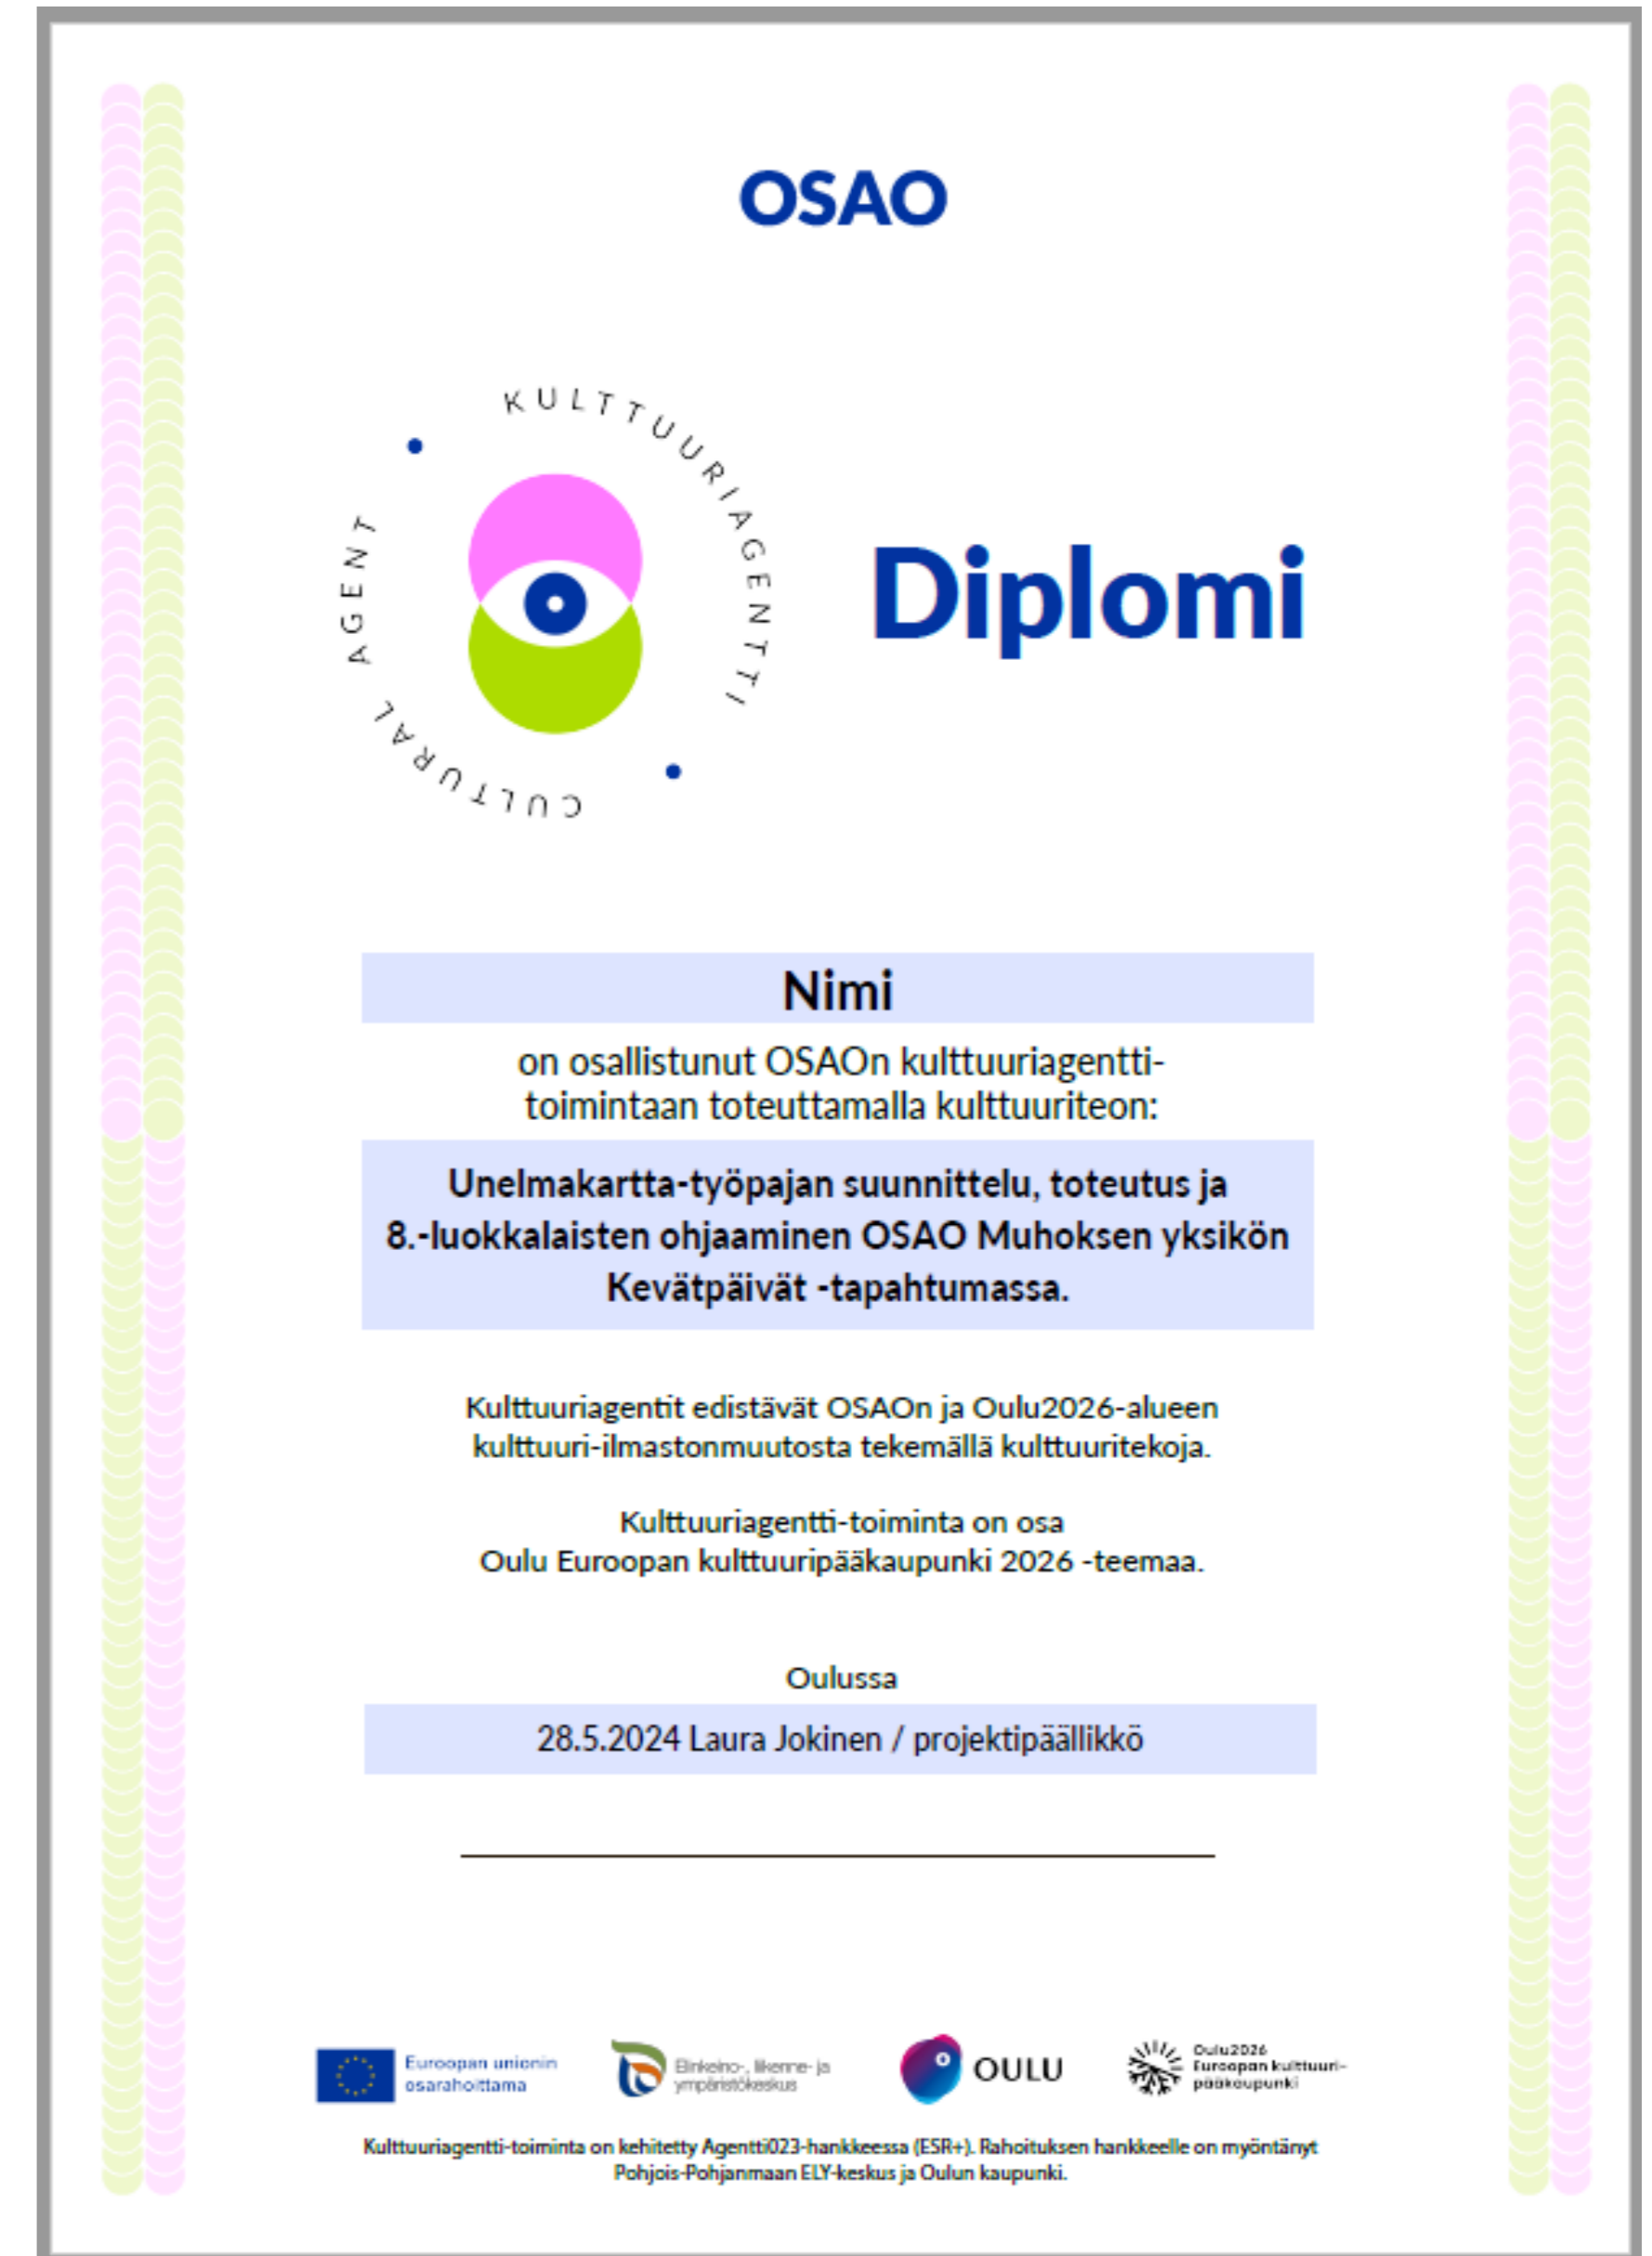 OSAO
KULTTUURIAGENTTI
CULTURAL AGENT
Diplomi
Nimi
on osallistunut OSAOn kulttuuriagentti-
toimintaan toteuttamalla kulttuuriteon:
Unelmakartta-työpajan suunnittelu, toteutus ja
8.-luokkalaisten ohjaaminen OSAO Muhoksen yksikön
Kevätpäivät -tapahtumassa.
Kulttuuriagentit edistävät OSAOn ja Oulu2026-alueen
kulttuuri-ilmastonmuutosta tekemällä kulttuuritekoja.
Kulttuuriagentti-toiminta on osa
Oulu Euroopan kulttuuripääkaupunki 2026 -teemaa.
Oulussa
28.5.2024 Laura Jokinen / projektipäällikkö
Euroopan unionin
osarahoittama
Elinkeino-, liikenne- ja
ympäristökeskus
OULU
Oulu2026
Euroopan kulttuuri-
pääkaupunki
Kulttuuriagentti-toiminta on kehitetty Agentti023-hankkeessa (ESR+). Rahoituksen hankkeelle on myöntänyt
Pohjois-Pohjanmaan ELY-keskus ja Oulun kaupunki.